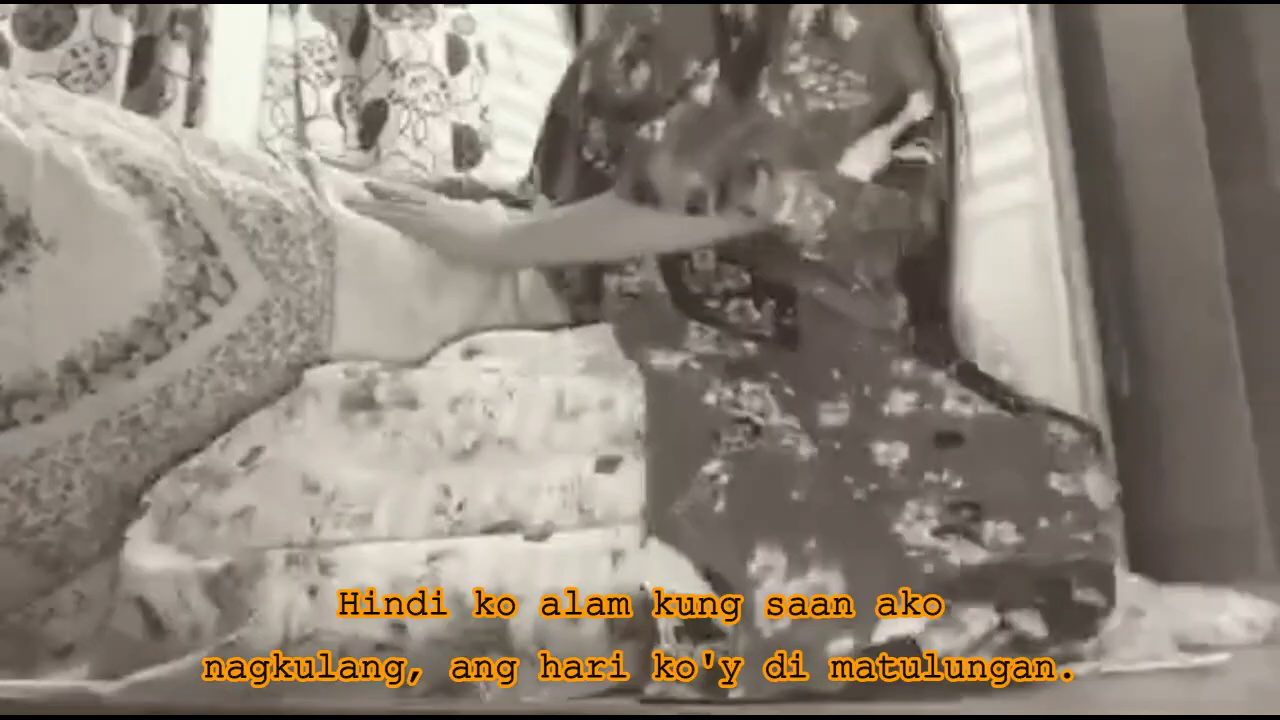 Hindi ko alam kung saan ako
nagkulang, ang hari ko'y di matulungan.